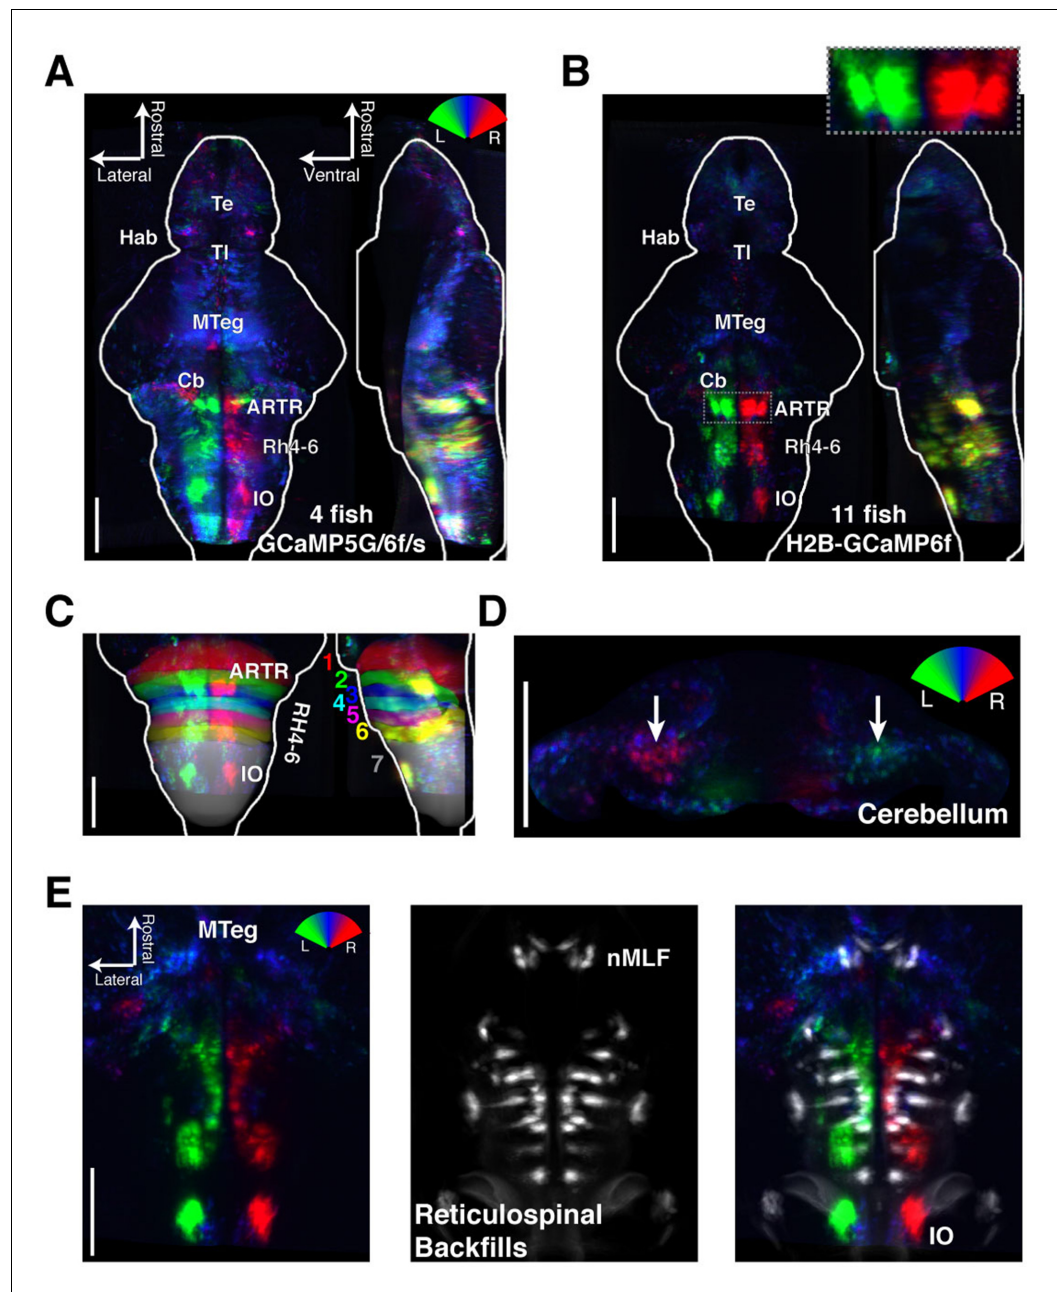 A
Rostral
Lateral
Rostral
Ventral
L
R
Te
Hab
Tl
MTeg
Cb
ARTR
Rh4-6
IO
4 fish
GCaMP5G/6f/s
B
Te
Hab
Tl
MTeg
Cb
ARTR
Rh4-6
IO
11 fish
H2B-GCaMP6f
C
ARTR
RH4-6
IO
1
2
3
4
5
6
7
D
L
R
Cerebellum
E
Rostral
Lateral
MTeg
L
R
nMLF
Reticulospinal
Backfills
IO